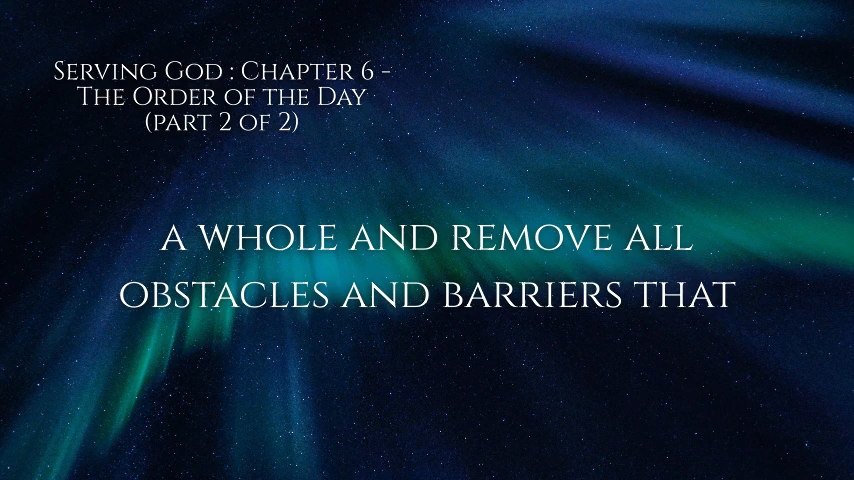 Serving God : Chapter 6 -
The Order of the Day
(part 2 of 2)
a whole and remove all
obstacles and barriers that